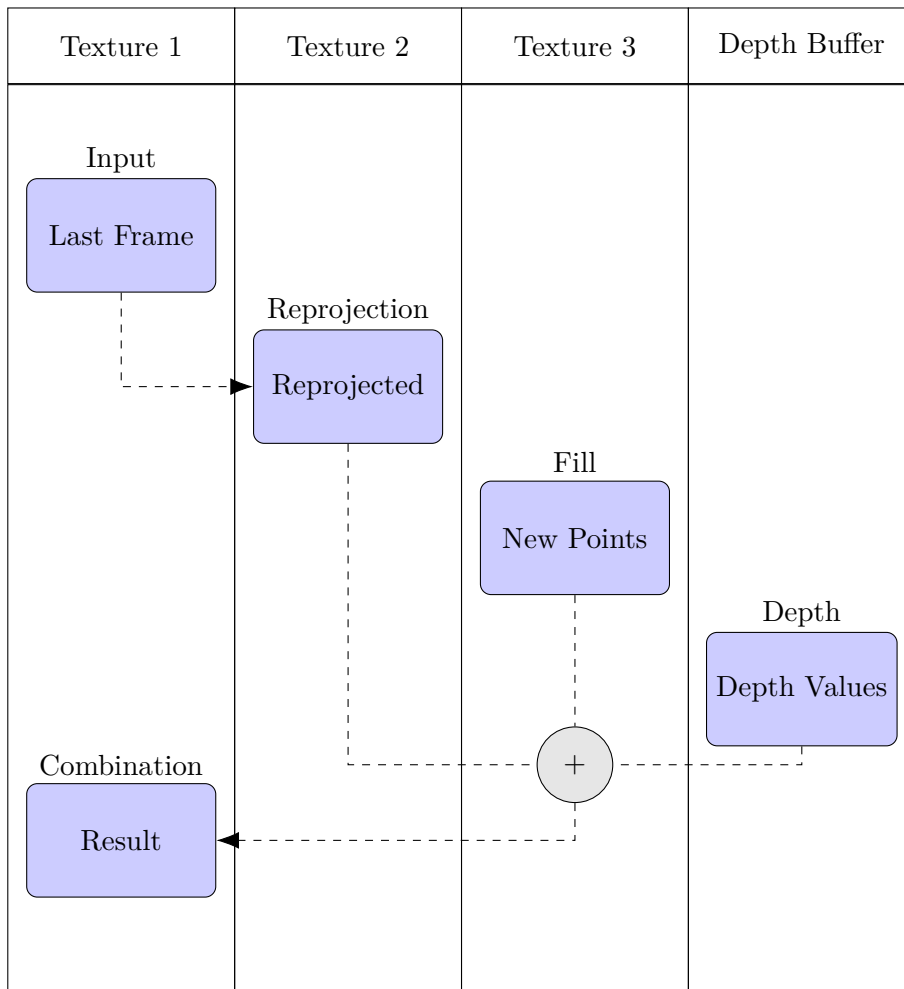 Texture 1
Texture 2
Texture 3
Depth Buffer
Input
Last Frame
Reprojection
Reprojected
Fill
New Points
Depth
Depth Values
+
Combination
Result